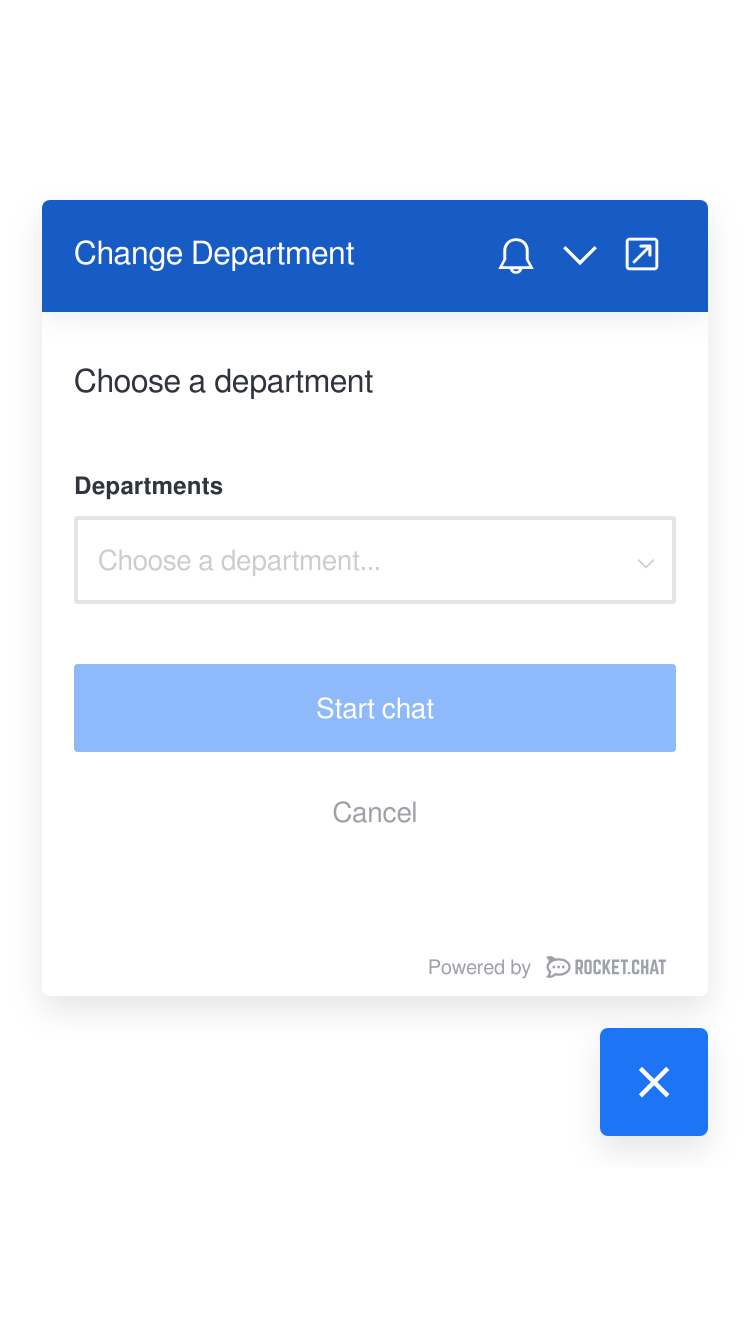 Change Department
Choose a department
Departments
Choose a department...
Start chat
Cancel
Powered by ROCKET.CHAT